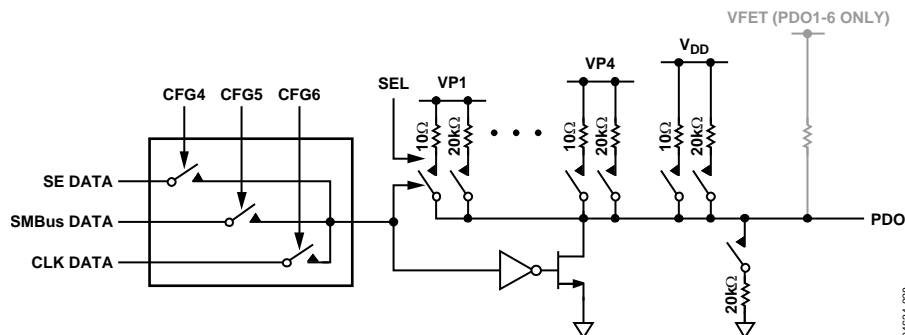 VFET (PDO1-6 ONLY)
VDD
VP4
VP1
SEL
CFG4
CFG5
CFG6
10Ω
20kΩ
10Ω
20kΩ
10Ω
20kΩ
SE DATA
SMBus DATA
CLK DATA
PDO
20kΩ